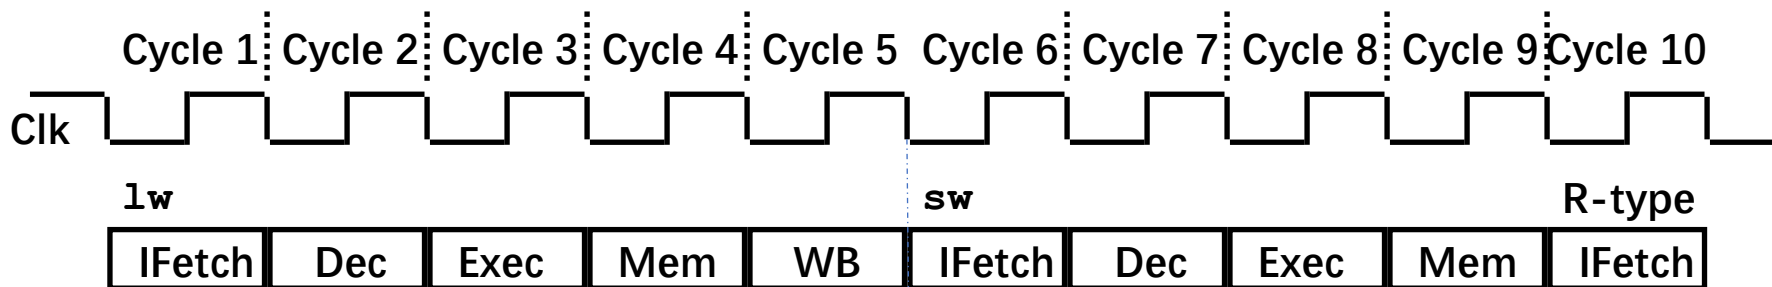 Cycle 1 Cycle 2 Cycle 3 Cycle 4 Cycle 5 Cycle 6 Cycle 7 Cycle 8 Cycle 9 Cycle 10
Clk
lw sw R-type
IFetch Dec Exec Mem WB IFetch Dec Exec Mem IFetch